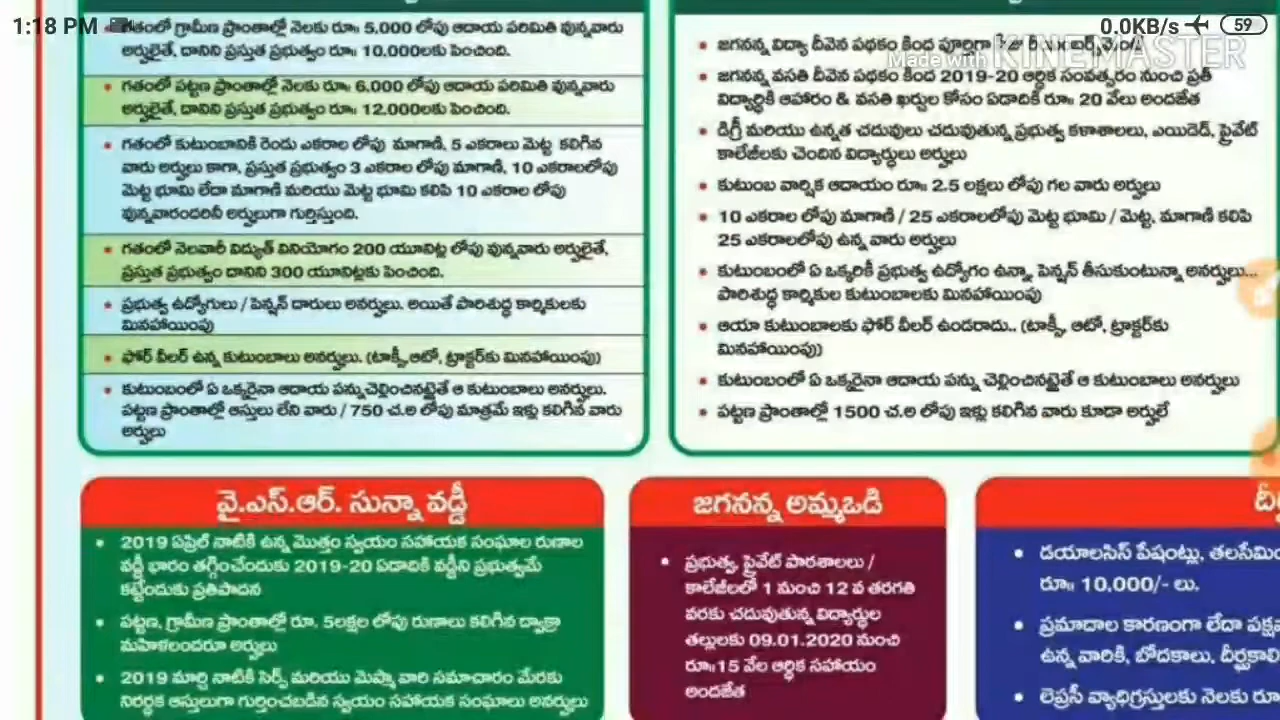 1:18 PM
0.0KB/s
59
Made with KINEMASTER
గతంలో గ్రామీణ ప్రాంతాల్లో నెలకు రూ॥ 5,000 లోపు ఆదాయ పరిమితి వున్నవారు
అర్హులైతే, దానిని ప్రస్తుత ప్రభుత్వం రూ॥ 10,000లకు పెంచింది.
• గతంలో పట్టణ ప్రాంతాల్లో నెలకు రూ॥ 6,000 లోపు ఆదాయ పరిమితి వున్నవారు
అర్హులైతే, దానిని ప్రస్తుత ప్రభుత్వం రూ॥ 12,000లకు పెంచింది.
• గతంలో కుటుంబానికి రెండు ఎకరాల లోపు మాగాణి, 5 ఎకరాలు మెట్ట కలిగిన
వారు అర్హులు కాగా, ప్రస్తుత ప్రభుత్వం 3 ఎకరాల లోపు మాగాణి, 10 ఎకరాలలోపు
మెట్ట భూమి లేదా మాగాణి మరియు మెట్ట భూమి కలిపి 10 ఎకరాల లోపు
వున్నవారందరినీ అర్హులుగా గుర్తిస్తుంది.
• గతంలో నెలవారీ విద్యుత్ వినియోగం 200 యూనిట్ల లోపు వున్నవారు అర్హులైతే,
ప్రస్తుత ప్రభుత్వం దానిని 300 యూనిట్లకు పెంచింది.
• ప్రభుత్వ ఉద్యోగులు / పెన్షన్ దారులు అనర్హులు. అయితే పారిశుద్ధ కార్మికులకు
మినహాయింపు
• ఫోర్ వీలర్ ఉన్న కుటుంబాలు అనర్హులు. (టాక్సీ, ఆటో, ట్రాక్టర్‌కు మినహాయింపు)
• కుటుంబంలో ఏ ఒక్కరైనా ఆదాయ పన్ను చెల్లించినట్లైతే ఆ కుటుంబాలు అనర్హులు.
పట్టణ ప్రాంతాల్లో ఆస్తులు లేని వారు / 750 చ.అ లోపు మాత్రమే ఇళ్లు కలిగిన వారు
అర్హులు
• జగనన్న విద్యా దీవెన పథకం కింద పూర్తిగా
• జగనన్న వసతి దీవెన పథకం కింద 2019-20 ఆర్థిక సంవత్సరం నుంచి ప్రతీ
విద్యార్థికి ఆహారం & వసతి ఖర్చుల కోసం ఏడాదికి రూ॥ 20 వేలు అందజేత
• డిగ్రీ మరియు ఉన్నత చదువులు చదువుతున్న ప్రభుత్వ కళాశాలలు, ఎయిడెడ్, ప్రైవేట్
కాలేజీలకు చెందిన విద్యార్థులు అర్హులు
• కుటుంబ వార్షిక ఆదాయం రూ॥ 2.5 లక్షలు లోపు గల వారు అర్హులు
• 10 ఎకరాల లోపు మాగాణి / 25 ఎకరాలలోపు మెట్ట భూమి / మెట్ట, మాగాణి కలిపి
25 ఎకరాలలోపు ఉన్న వారు అర్హులు
• కుటుంబంలో ఏ ఒక్కరికీ ప్రభుత్వ ఉద్యోగం ఉన్నా, పెన్షన్ తీసుకుంటున్నా అనర్హులు...
పారిశుద్ధ కార్మికుల కుటుంబాలకు మినహాయింపు
• ఆయా కుటుంబాలకు ఫోర్ వీలర్ ఉండరాదు.. (టాక్సీ, ఆటో, ట్రాక్టర్‌కు
మినహాయింపు)
• కుటుంబంలో ఏ ఒక్కరైనా ఆదాయ పన్ను చెల్లించినట్లైతే ఆ కుటుంబాలు అనర్హులు
• పట్టణ ప్రాంతాల్లో 1500 చ.అ లోపు ఇళ్లు కలిగిన వారు కూడా అర్హులే
వై.ఎస్.ఆర్. సున్నా వడ్డీ
• 2019 ఏప్రిల్ నాటికి ఉన్న మొత్తం స్వయం సహాయక సంఘాల రుణాల
వడ్డీ భారం తగ్గించేందుకు 2019-20 ఏడాదికి వడ్డీని ప్రభుత్వమే
కట్టేందుకు ప్రతిపాదన
• పట్టణ, గ్రామీణ ప్రాంతాల్లో రూ. 5లక్షల లోపు రుణాలు కలిగిన ద్వాక్రా
మహిళలందరూ అర్హులు
• 2019 మార్చి నాటికి సెర్ప్ మరియు మెప్మా వారి సమాచారం మేరకు
నిరర్ధక ఆస్తులుగా గుర్తించబడిన స్వయం సహాయక సంఘాలు అనర్హులు
జగనన్న అమ్మఒడి
• ప్రభుత్వ, ప్రైవేట్ పాఠశాలలు /
కాలేజీలలో 1 నుంచి 12 వ తరగతి
వరకు చదువుతున్న విద్యార్థుల
తల్లులకు 09.01.2020 నుంచి
రూ॥15 వేల ఆర్థిక సహాయం
అందజేత
• డయాలసిస్ పేషంట్లు, తలసేమి
రూ॥ 10,000/- లు.
• ప్రమాదాల కారణంగా లేదా
ఉన్న వారికి, బోదకాలు,
• లెప్రసీ వ్యాధిగ్రస్తులకు నెలకు